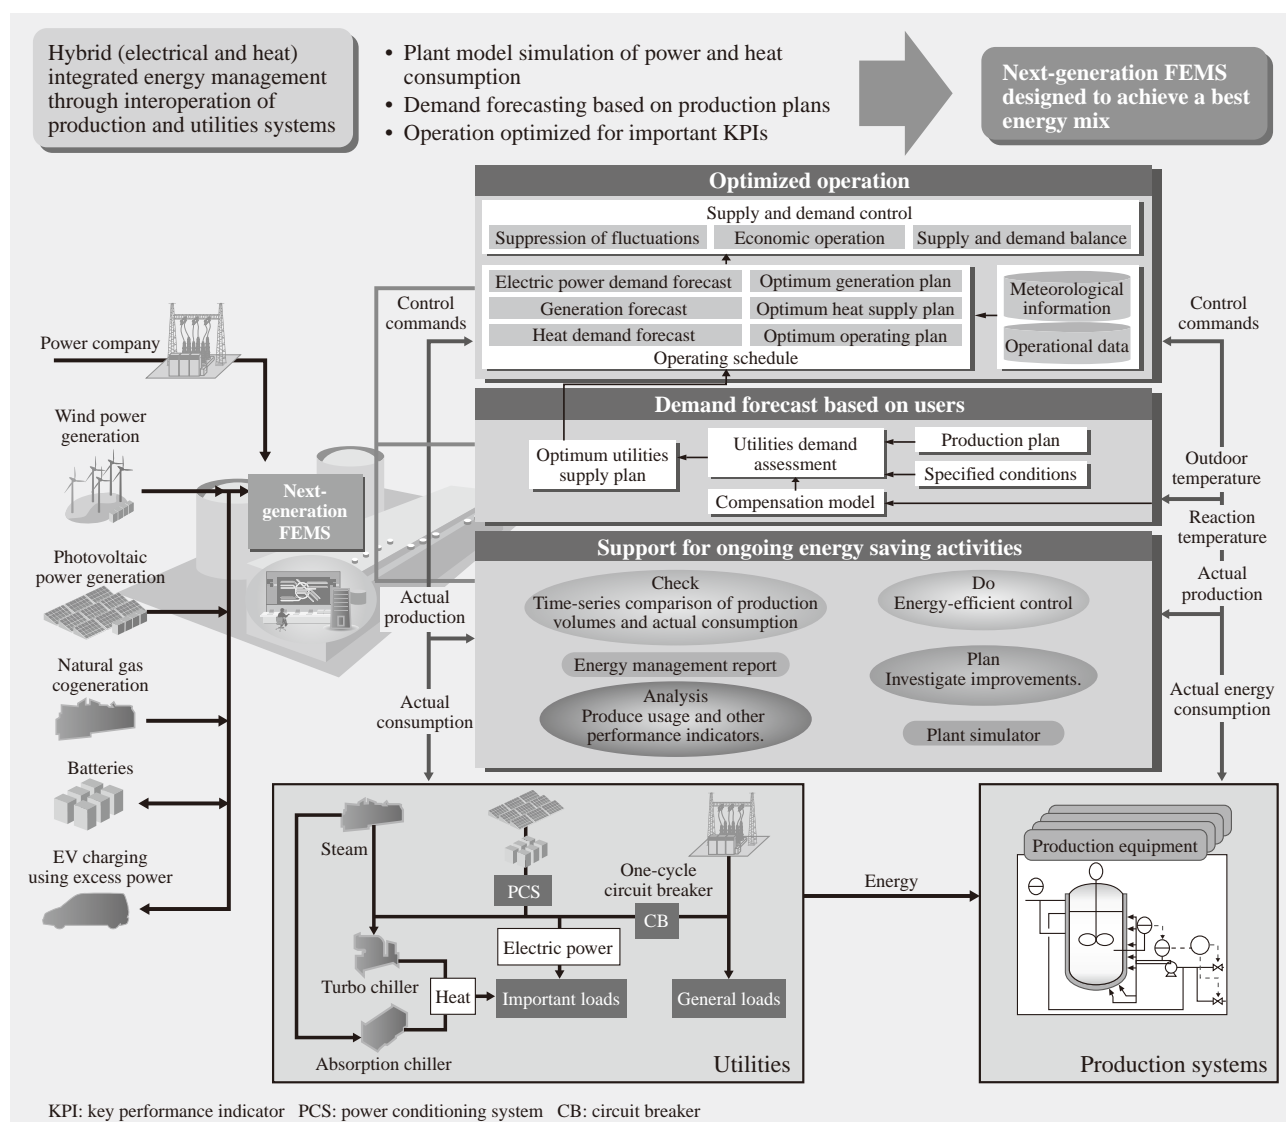 Hybrid (electrical and heat)
integrated energy management
through interoperation of
production and utilities systems
• Plant model simulation of power and heat
consumption
• Demand forecasting based on production plans
• Operation optimized for important KPIs
Next-generation FEMS
designed to achieve a best
energy mix
Optimized operation
Supply and demand control
Suppression of fluctuations
Economic operation
Supply and demand balance
Electric power demand forecast
Optimum generation plan
Generation forecast
Optimum heat supply plan
Heat demand forecast
Optimum operating plan
Operating schedule
Meteorological
information
Operational data
Control
commands
Control
commands
Power company
Wind power
generation
Photovoltaic
power generation
Natural gas
cogeneration
Batteries
EV charging
using excess power
Next-
generation
FEMS
Demand forecast based on users
Optimum utilities
supply plan
Utilities demand
assessment
Production plan
Specified conditions
Compensation model
Outdoor
temperature
Reaction
temperature
Actual
production
Actual energy
consumption
Actual
production
Actual
consumption
Support for ongoing energy saving activities
Check
Time-series comparison of production
volumes and actual consumption
Do
Energy-efficient control
Energy management report
Plan
Investigate improvements.
Analysis
Produce usage and other
performance indicators.
Plant simulator
Steam
PCS
One-cycle
circuit breaker
CB
Electric power
Turbo chiller
Heat
Important loads
General loads
Absorption chiller
Utilities
Energy
Production equipment
Production systems
KPI: key performance indicator PCS: power conditioning system CB: circuit breaker